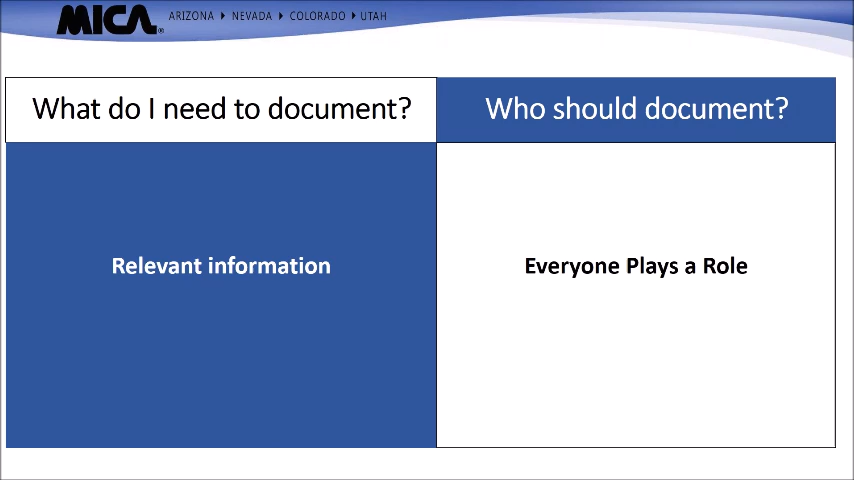 MICA® ARIZONA ▸ NEVADA ▸ COLORADO ▸ UTAH
What do I need to document?
Who should document?
Relevant information
Everyone Plays a Role